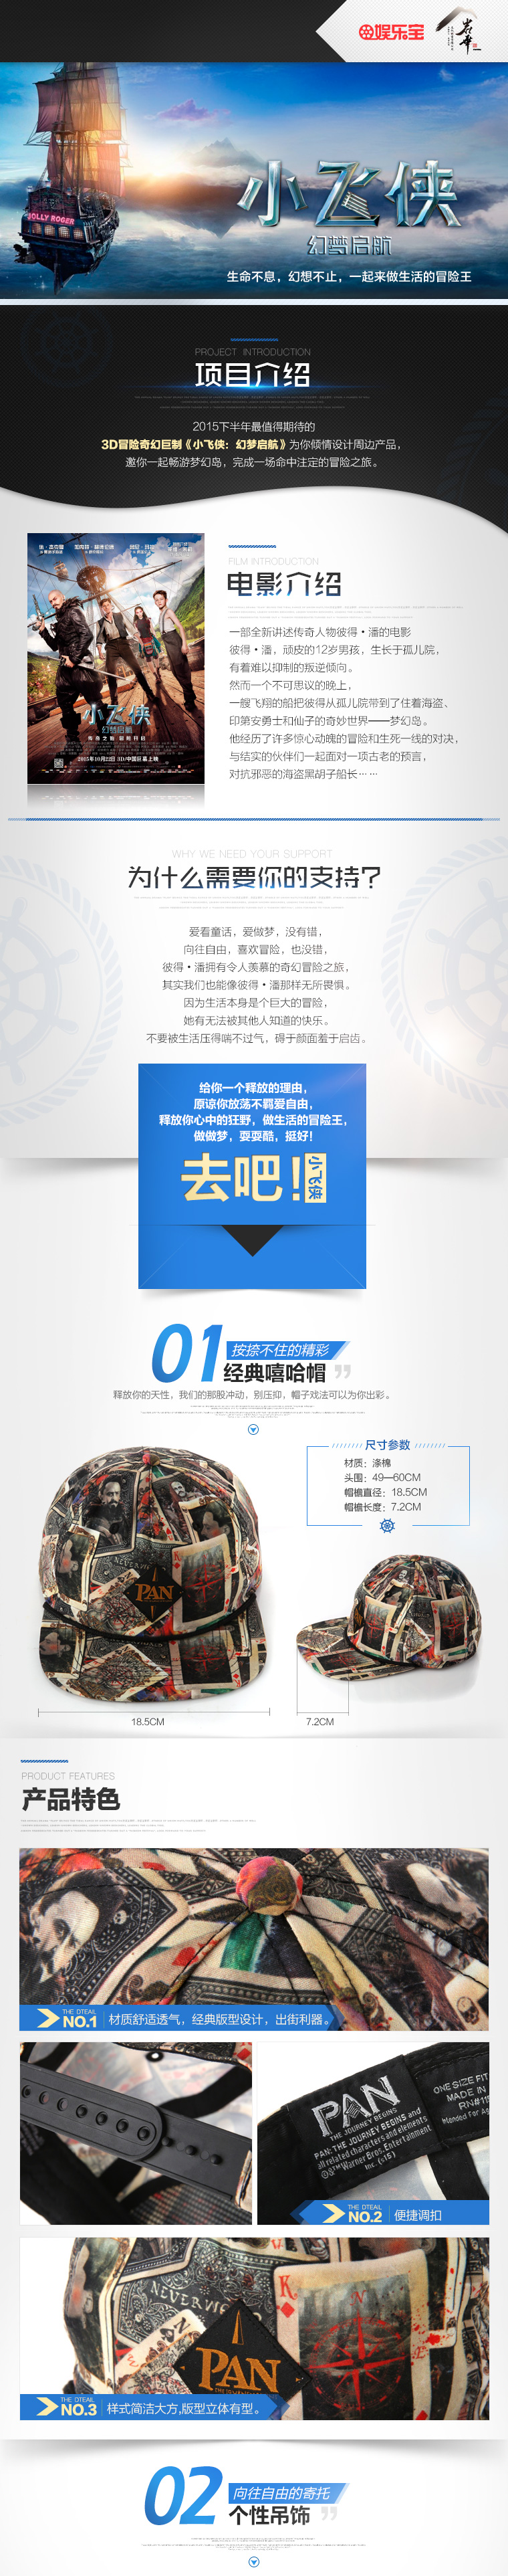 娱乐宝
JOLLY ROGER
小飞侠
幻梦启航
生命不息，幻想不止，一起来做生活的冒险王
PROJECT INTRODUCTION
项目介绍
2015下半年最值得期待的
3D冒险奇幻巨制《小飞侠：幻梦启航》为你倾情设计周边产品，
邀你一起畅游梦幻岛，完成一场命中注定的冒险之旅。
小飞侠
幻梦启航
2015年10月22日 3D/中国巨幕上映
FILM INTRODUCTION
电影介绍
一部全新讲述传奇人物彼得·潘的电影
彼得·潘，顽皮的12岁男孩，生长于孤儿院，
有着难以抑制的叛逆倾向。
然而一个不可思议的晚上，
一艘飞翔的船把彼得从孤儿院带到了住着海盗、
印第安勇士和仙子的奇妙世界——梦幻岛。
他经历了许多惊心动魄的冒险和生死一线的对决，
与结实的伙伴们一起面对一项古老的预言，
对抗邪恶的海盗黑胡子船长……
WHY WE NEED YOUR SUPPORT
为什么需要你的支持？
爱看童话，爱做梦，没有错，
向往自由，喜欢冒险，也没错，
彼得·潘拥有令人羡慕的奇幻冒险之旅，
其实我们也能像彼得·潘那样无所畏惧。
因为生活本身是个巨大的冒险，
她有无法被其他人知道的快乐。
不要被生活压得喘不过气，碍于颜面羞于启齿。
给你一个释放的理由，
原谅你放荡不羁爱自由，
释放你心中的狂野，做生活的冒险王，
做做梦，耍耍酷，挺好！
去吧！小飞侠
01
按捺不住的精彩
经典嘻哈帽
释放你的天性，我们的那股冲动，别压抑，帽子戏法可以为你出彩。
尺寸参数
材质：涤棉
头围：49—60CM
帽檐直径：18.5CM
帽檐长度：7.2CM
NEVER
PAN
18.5CM
7.2CM
PRODUCT FEATURES
产品特色
THE DTEAIL
NO.1
材质舒适透气，经典版型设计，出街利器。
PAN
THE JOURNEY BEGINS
PAN: THE JOURNEY BEGINS and
all related characters and elements
Warner Bros. Entertainment
Inc. (s15)
ONE SIZE FIT
MADE IN
RN#11
Intended For Ag
THE DTEAIL
NO.2
便捷调扣
NEVERW
K
N
PAN
THE DTEAIL
NO.3
样式简洁大方,版型立体有型。
02
向往自由的寄托
个性吊饰